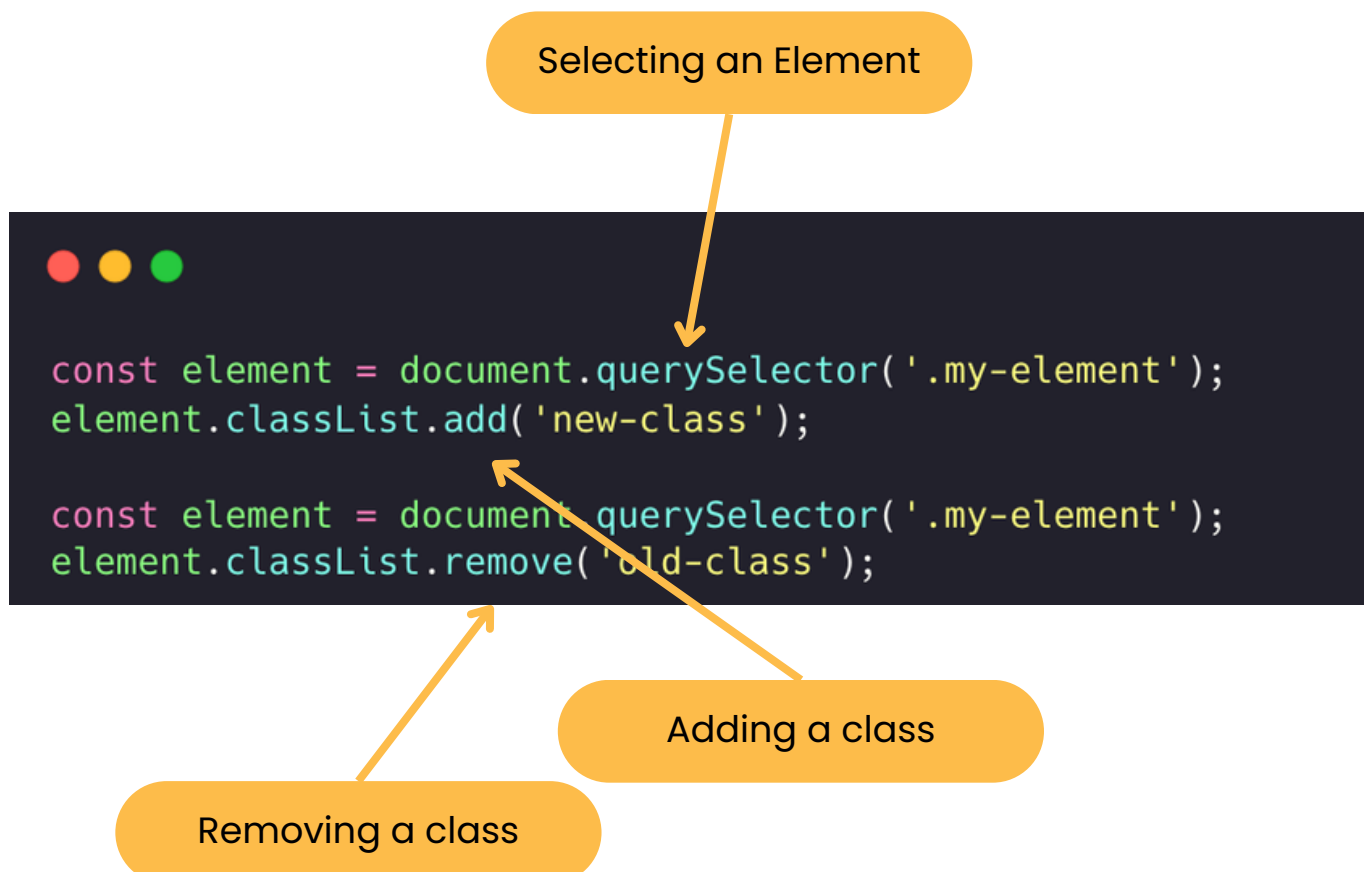 Selecting an Element
const element = document.querySelector('.my-element');
element.classList.add('new-class');
const element = document.querySelector('.my-element');
element.classList.remove('old-class');
Adding a class
Removing a class